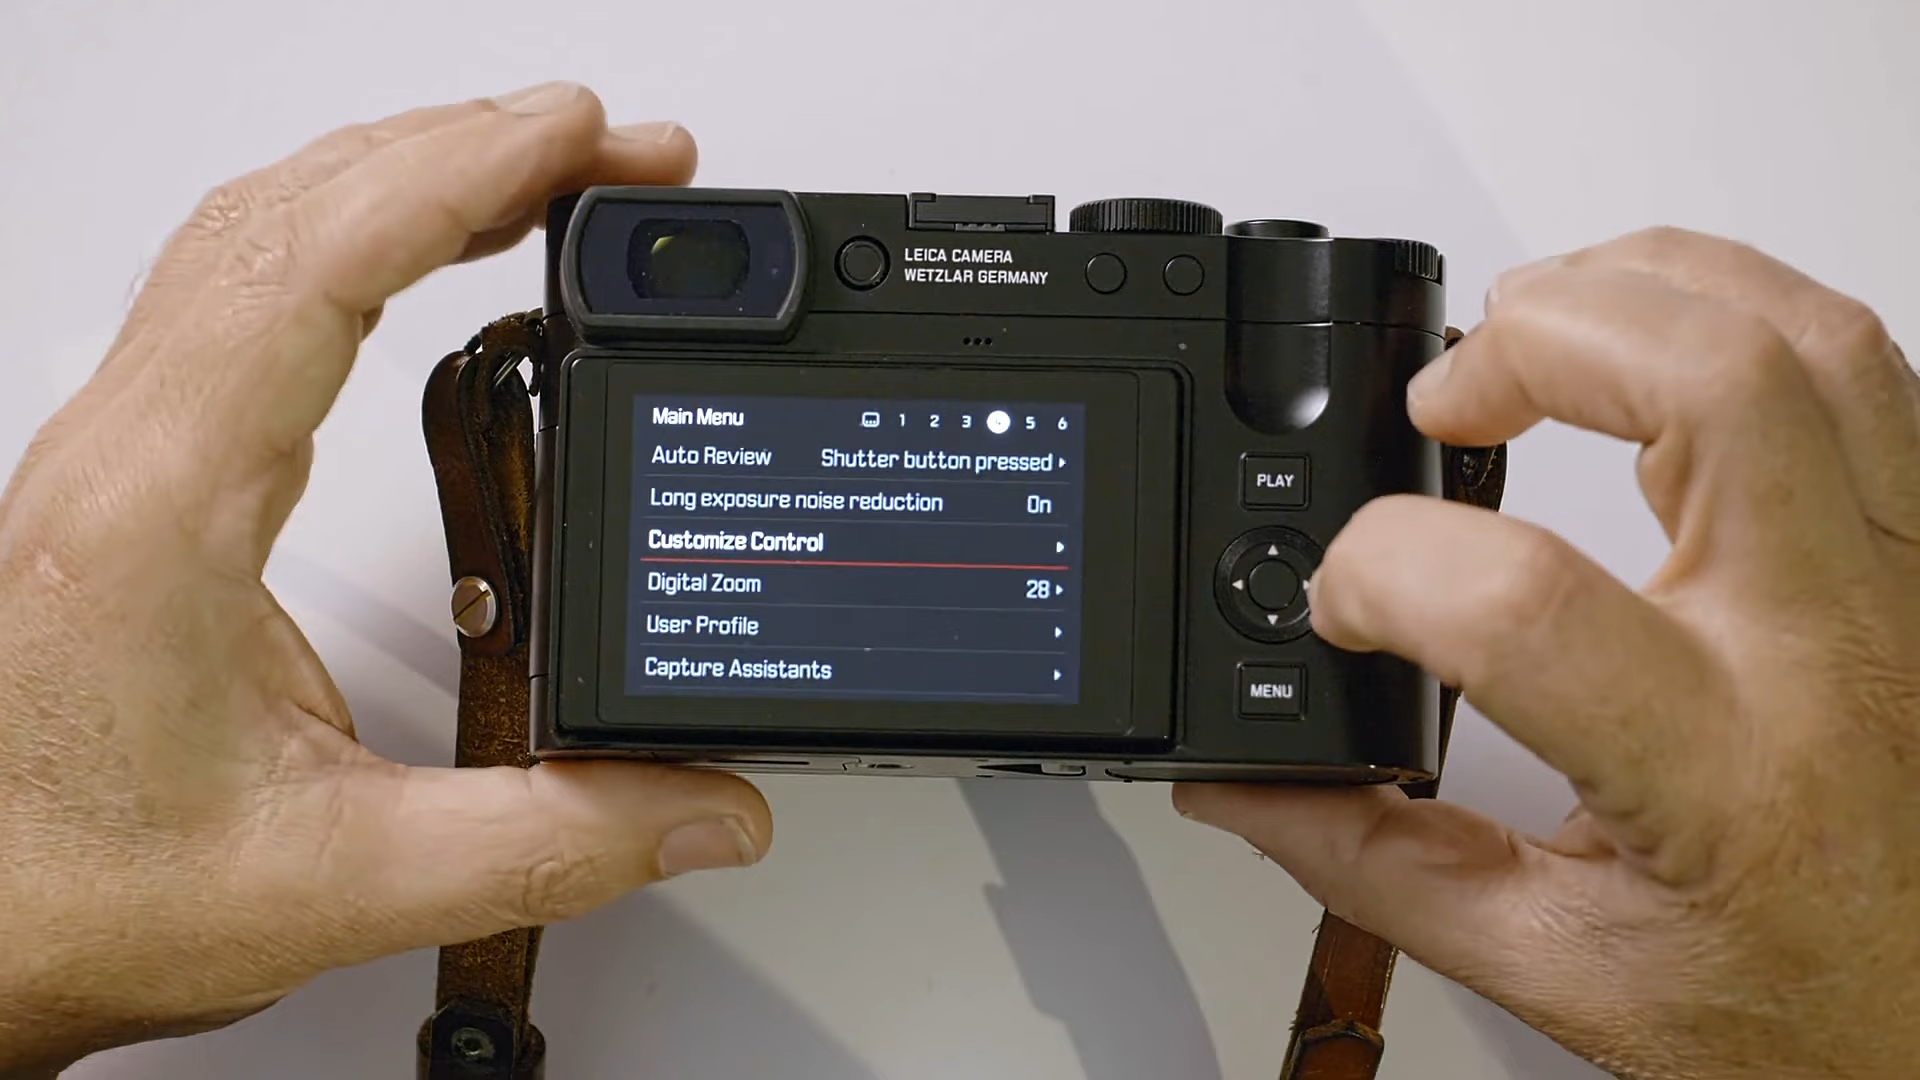 LEICA CAMERA
WETZLAR GERMANY
Main Menu 1 2 3 4 5 6
Auto Review Shutter button pressed
Long exposure noise reduction On
Customize Control
Digital Zoom 28
User Profile
Capture Assistants
PLAY
MENU